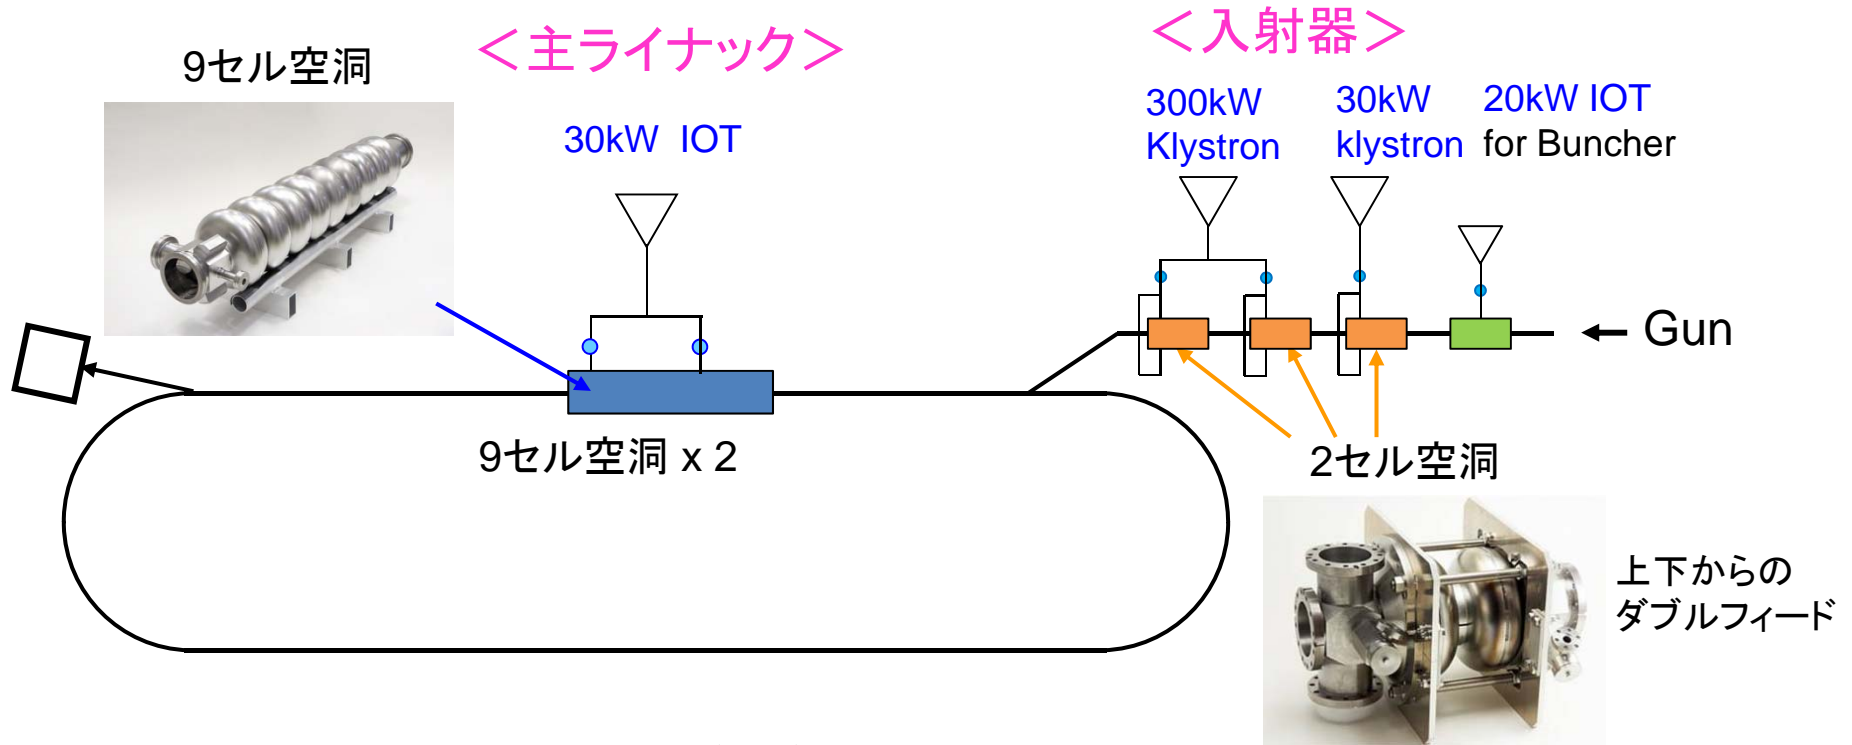 ＜主ライナック＞
＜入射器＞
9セル空洞
30kW IOT
300kW
Klystron
30kW
klystron
20kW IOT
for Buncher
Gun
9セル空洞 x 2
2セル空洞
上下からの
ダブルフィード